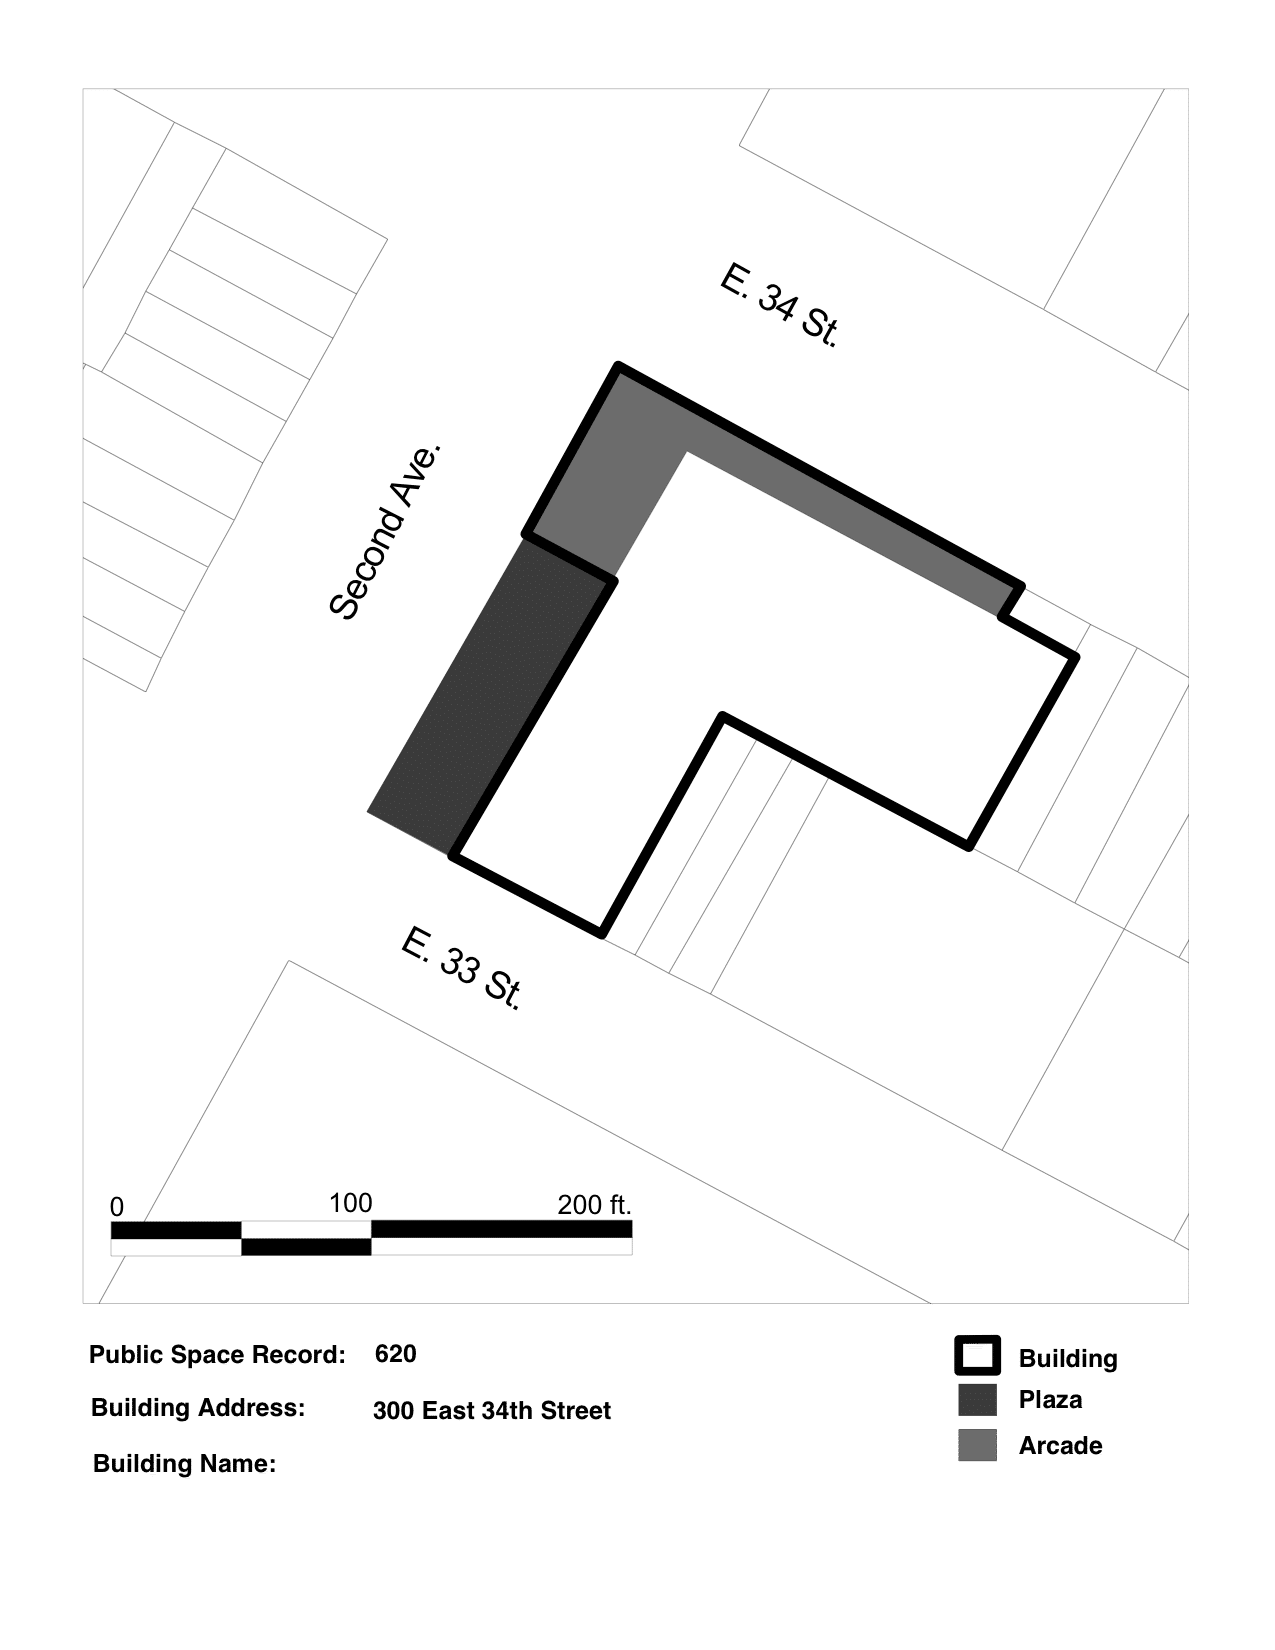 E. 34 St.
Second Ave.
E. 33 St.
0 100 200 ft.
Public Space Record: 620
Building Address: 300 East 34th Street
Building Name:
Building
Plaza
Arcade